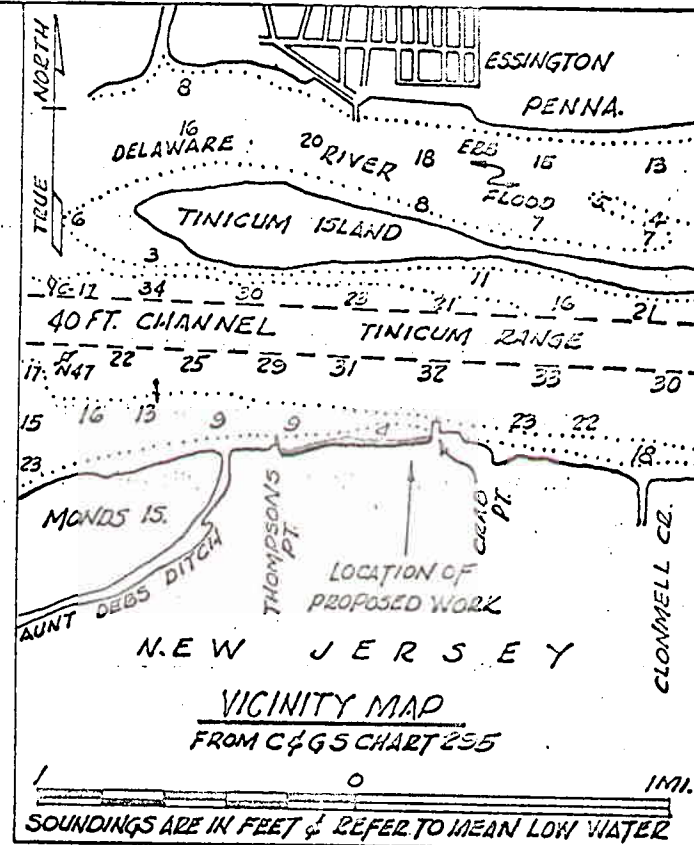 ESSINGTON
PENNA.
TRUE NORTH
8
DELAWARE RIVER
16 20 18 15 13
EBB
FLOOD
5 4
6 8 7 7
TINICUM ISLAND
3 11
"C-17 34 30 23 21 16 21
40 FT. CHANNEL TINICUM RANGE
17 N47 22 25 29 31 32 33 30
15 16 13 9 9 23 22
23 18
MONDS IS.
AUNT DEBS DITCH
THOMPSONS PT.
LOCATION OF
PROPOSED WORK
CRAB PT.
CLONMELL CR.
NEW JERSEY
VICINITY MAP
FROM C&GS CHART 295
1 0 1 MI.
SOUNDINGS ARE IN FEET & REFER TO MEAN LOW WATER